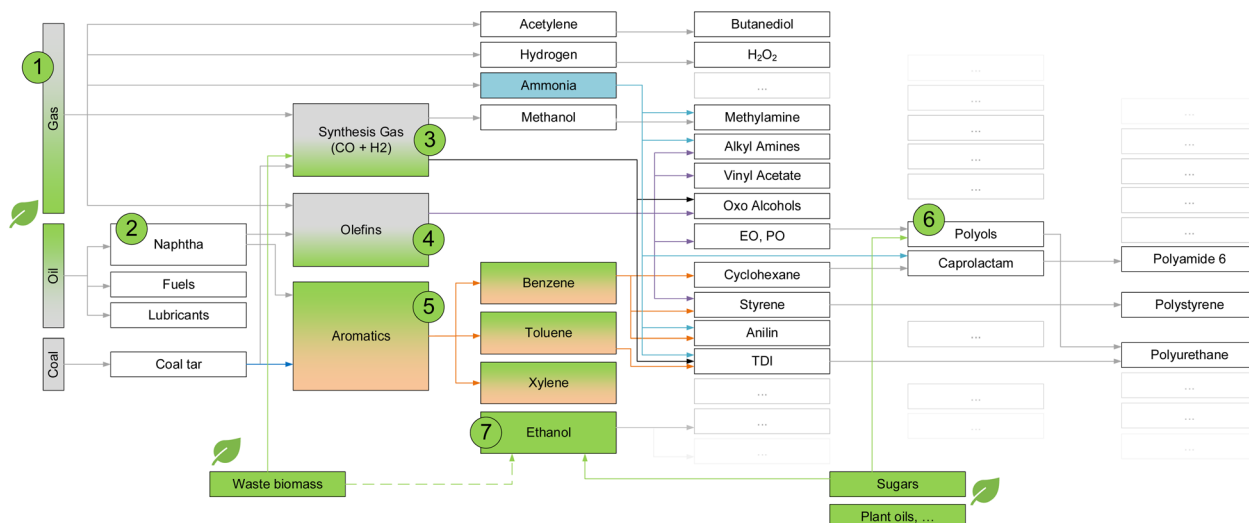 Acetylene
Butanediol
1
Hydrogen
H₂O₂
...
Ammonia
...
...
Gas
Synthesis Gas
(CO + H2)
3
Methanol
Methylamine
...
...
Alkyl Amines
...
...
Vinyl Acetate
...
...
2
Naphtha
Olefins
4
Oxo Alcohols
6
Polyols
...
EO, PO
...
Oil
Fuels
Benzene
Cyclohexane
Caprolactam
Polyamide 6
Lubricants
Aromatics
5
Styrene
Polystyrene
Toluene
Anilin
...
Coal
Coal tar
TDI
Polyurethane
Xylene
...
...
...
7
Ethanol
...
...
...
...
...
Waste biomass
Sugars
Plant oils, ...